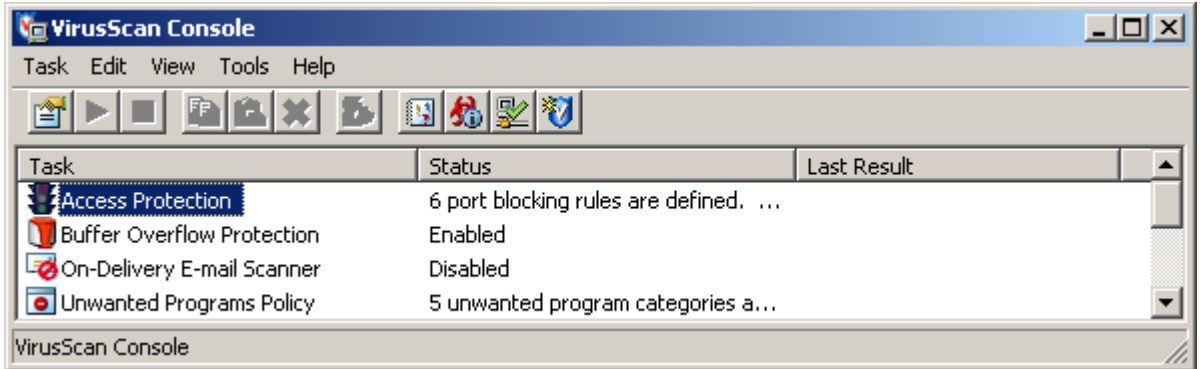 VirusScan Console
Task Edit View Tools Help
Task Status Last Result
Access Protection 6 port blocking rules are defined. ...
Buffer Overflow Protection Enabled
On-Delivery E-mail Scanner Disabled
Unwanted Programs Policy 5 unwanted program categories a...
VirusScan Console